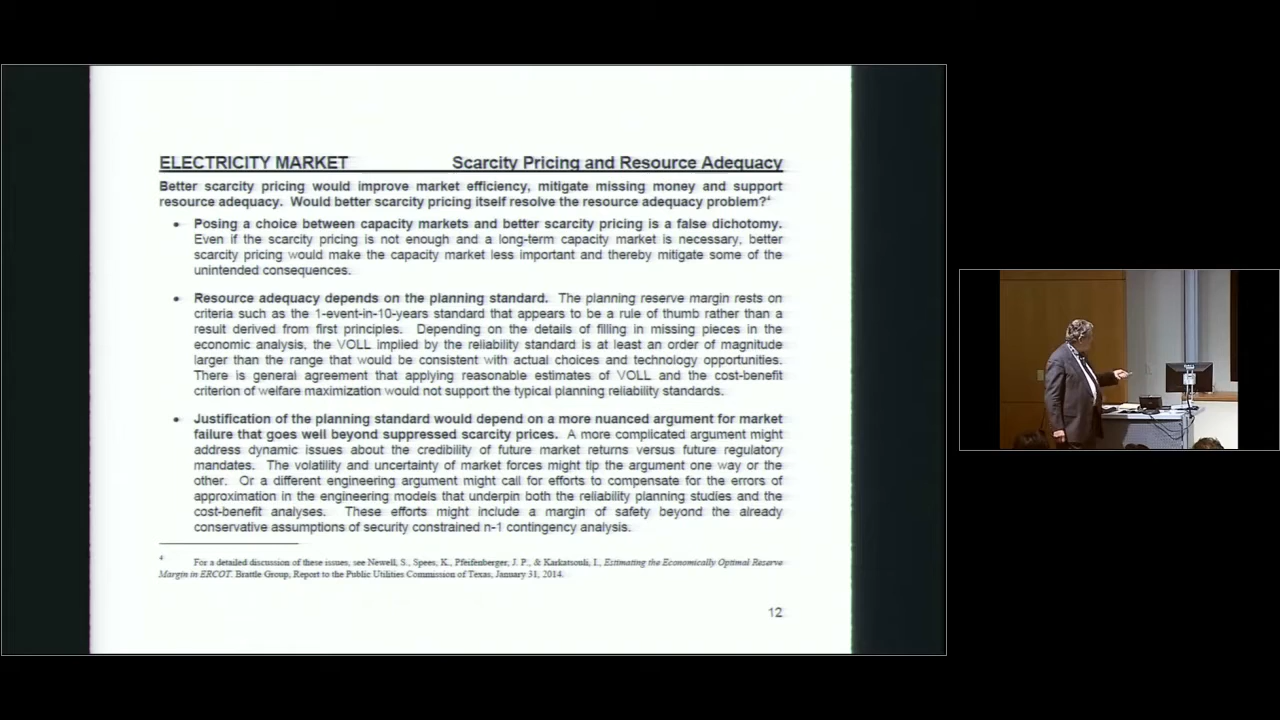 ELECTRICITY MARKET Scarcity Pricing and Resource Adequacy
Better scarcity pricing would improve market efficiency, mitigate missing money and support
resource adequacy. Would better scarcity pricing itself resolve the resource adequacy problem?4
• Posing a choice between capacity markets and better scarcity pricing is a false dichotomy.
Even if the scarcity pricing is not enough and a long-term capacity market is necessary, better
scarcity pricing would make the capacity market less important and thereby mitigate some of the
unintended consequences.
• Resource adequacy depends on the planning standard. The planning reserve margin rests on
criteria such as the 1-event-in-10-years standard that appears to be a rule of thumb rather than a
result derived from first principles. Depending on the details of filling in missing pieces in the
economic analysis, the VOLL implied by the reliability standard is at least an order of magnitude
larger than the range that would be consistent with actual choices and technology opportunities.
There is general agreement that applying reasonable estimates of VOLL and the cost-benefit
criterion of welfare maximization would not support the typical planning reliability standards.
• Justification of the planning standard would depend on a more nuanced argument for market
failure that goes well beyond suppressed scarcity prices. A more complicated argument might
address dynamic issues about the credibility of future market returns versus future regulatory
mandates. The volatility and uncertainty of market forces might tip the argument one way or the
other. Or a different engineering argument might call for efforts to compensate for the errors of
approximation in the engineering models that underpin both the reliability planning studies and the
cost-benefit analyses. These efforts might include a margin of safety beyond the already
conservative assumptions of security constrained n-1 contingency analysis.
4 For a detailed discussion of these issues, see Newell, S., Spees, K., Pfeifenberger, J. P., & Karkatsouli, I., Estimating the Economically Optimal Reserve
Margin in ERCOT. Brattle Group, Report to the Public Utilities Commission of Texas, January 31, 2014.
12